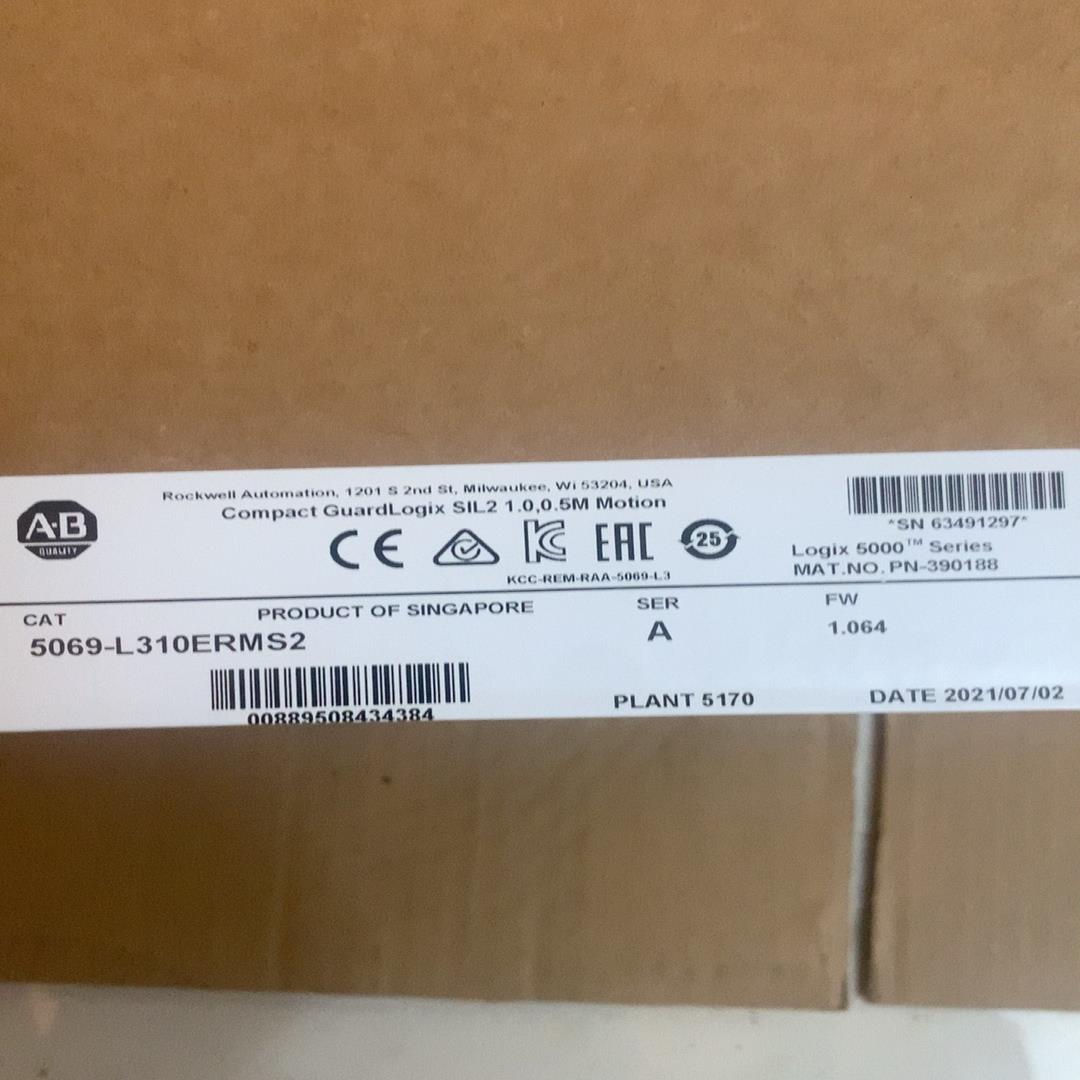 A·B
QUALITY
Rockwell Automation, 1201 S 2nd St, Milwaukee, Wi 53204, USA
Compact GuardLogix SIL2 1.0,0.5M Motion
CE KC EAC 25
KCC-REM-RAA-5069-L3
*SN 63491297*
Logix 5000™ Series
MAT.NO. PN-390188
CAT PRODUCT OF SINGAPORE SER FW
5069-L310ERMS2 A 1.064
00889508434384
PLANT 5170 DATE 2021/07/02